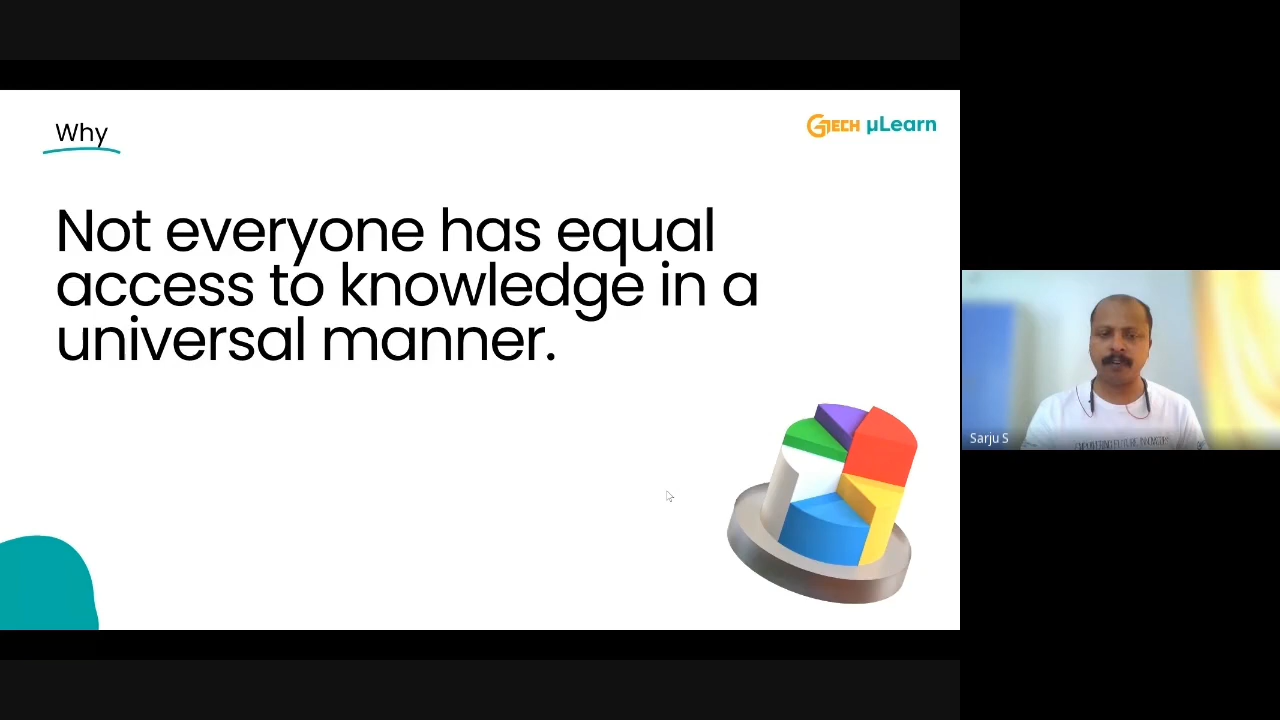 Why
GTECH µLearn
Not everyone has equal
access to knowledge in a
universal manner.
Sarju S